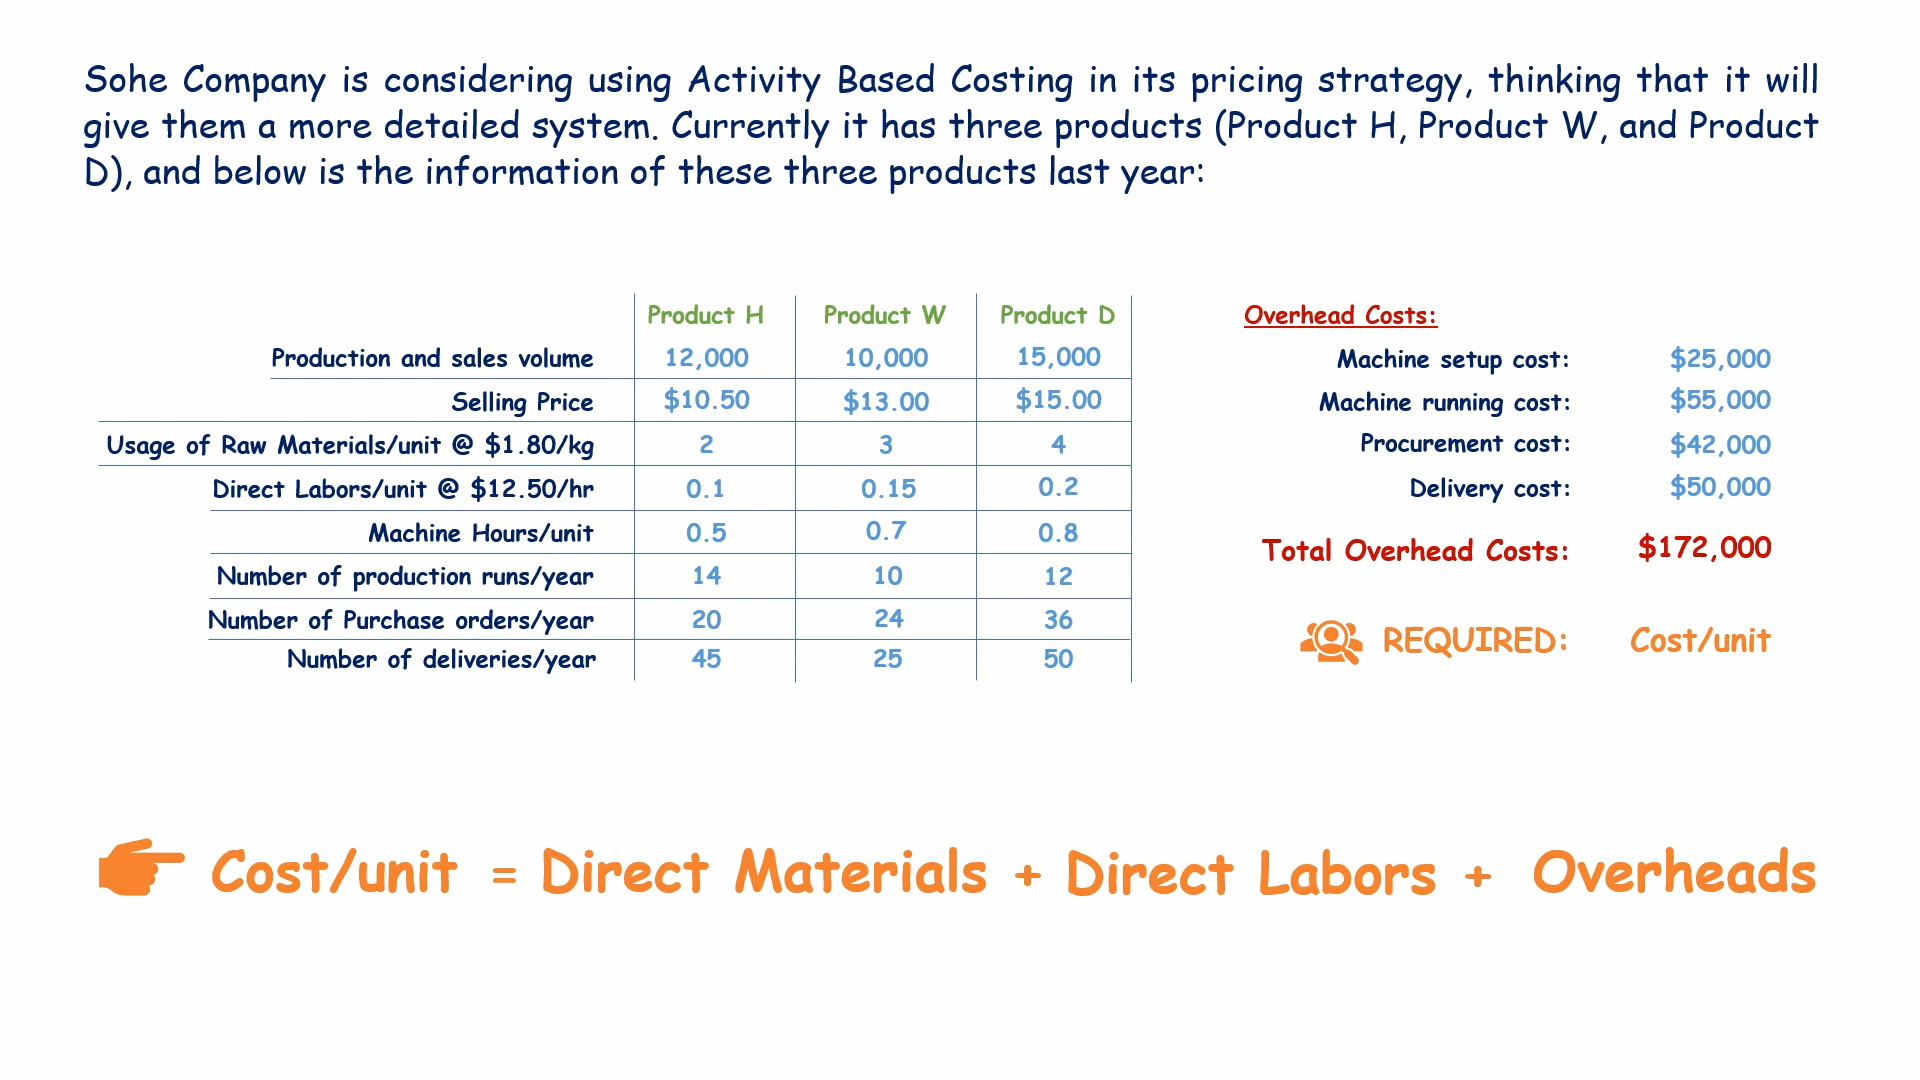 Sohe Company is considering using Activity Based Costing in its pricing strategy, thinking that it will
give them a more detailed system. Currently it has three products (Product H, Product W, and Product
D), and below is the information of these three products last year:
Product H Product W Product D
Production and sales volume 12,000 10,000 15,000
Selling Price $10.50 $13.00 $15.00
Usage of Raw Materials/unit @ $1.80/kg 2 3 4
Direct Labors/unit @ $12.50/hr 0.1 0.15 0.2
Machine Hours/unit 0.5 0.7 0.8
Number of production runs/year 14 10 12
Number of Purchase orders/year 20 24 36
Number of deliveries/year 45 25 50
Overhead Costs:
Machine setup cost: $25,000
Machine running cost: $55,000
Procurement cost: $42,000
Delivery cost: $50,000
Total Overhead Costs: $172,000
REQUIRED: Cost/unit
Cost/unit = Direct Materials + Direct Labors + Overheads